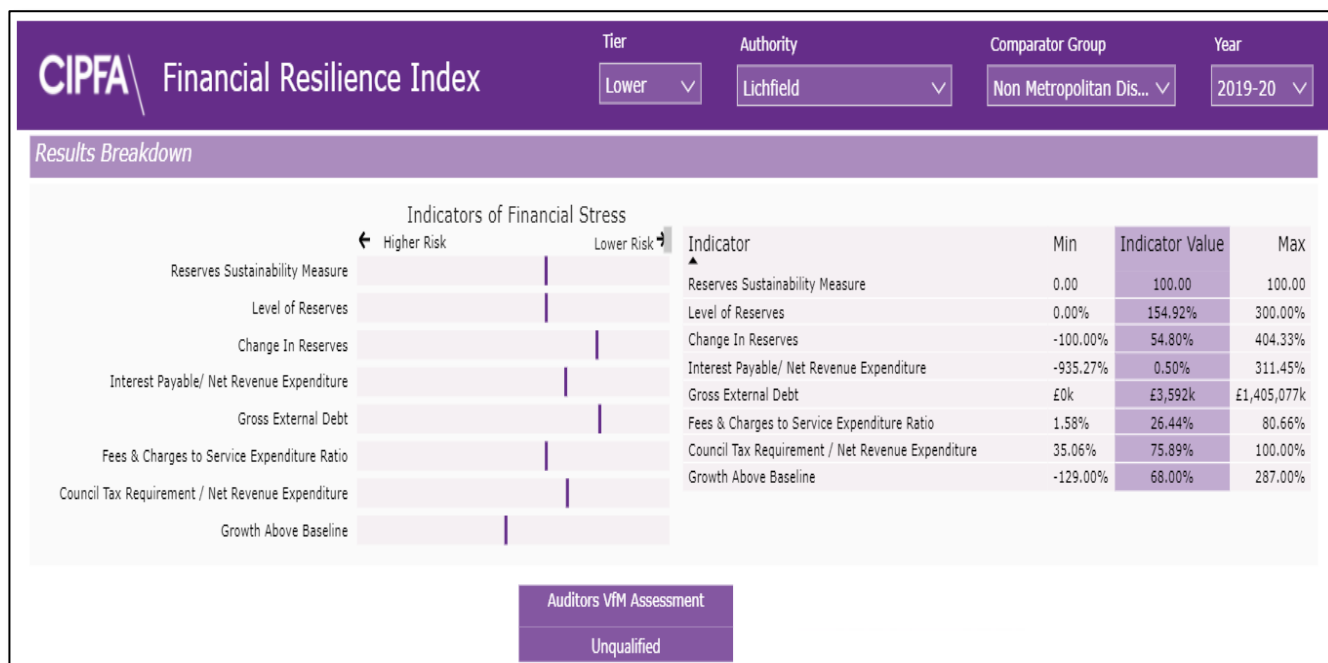 CIPFA\ Financial Resilience Index
Tier
Lower
Authority
Lichfield
Comparator Group
Non Metropolitan Dis...
Year
2019-20
Results Breakdown
Indicators of Financial Stress
Higher Risk Lower Risk
Reserves Sustainability Measure
Level of Reserves
Change In Reserves
Interest Payable/ Net Revenue Expenditure
Gross External Debt
Fees & Charges to Service Expenditure Ratio
Council Tax Requirement / Net Revenue Expenditure
Growth Above Baseline
Indicator Min Indicator Value Max
Reserves Sustainability Measure 0.00 100.00 100.00
Level of Reserves 0.00% 154.92% 300.00%
Change In Reserves -100.00% 54.80% 404.33%
Interest Payable/ Net Revenue Expenditure -935.27% 0.50% 311.45%
Gross External Debt £0k £3,592k £1,405,077k
Fees & Charges to Service Expenditure Ratio 1.58% 26.44% 80.66%
Council Tax Requirement / Net Revenue Expenditure 35.06% 75.89% 100.00%
Growth Above Baseline -129.00% 68.00% 287.00%
Auditors VfM Assessment
Unqualified